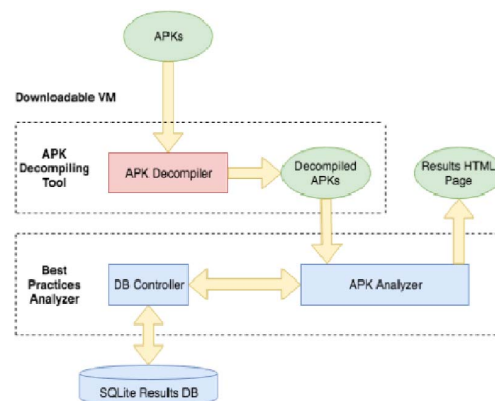 APKs
Downloadable VM
APK
Decompiling
Tool
APK Decompiler
Decompiled
APKs
Results HTML
Page
Best
Practices
Analyzer
DB Controller
APK Analyzer
SQLite Results DB